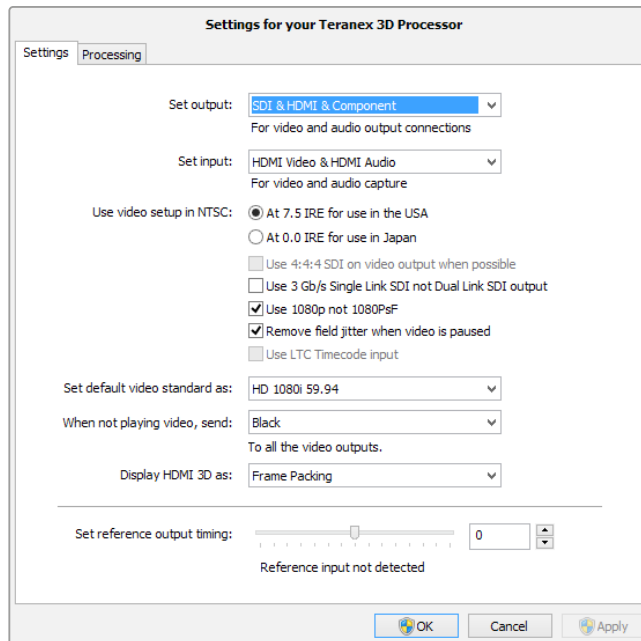 Settings for your Teranex 3D Processor
Settings
Processing
Set output: SDI & HDMI & Component
For video and audio output connections
Set input: HDMI Video & HDMI Audio
For video and audio capture
Use video setup in NTSC: At 7.5 IRE for use in the USA
At 0.0 IRE for use in Japan
Use 4:4:4 SDI on video output when possible
Use 3 Gb/s Single Link SDI not Dual Link SDI output
Use 1080p not 1080PsF
Remove field jitter when video is paused
Use LTC Timecode input
Set default video standard as: HD 1080i 59.94
When not playing video, send: Black
To all the video outputs.
Display HDMI 3D as: Frame Packing
Set reference output timing: 0
Reference input not detected
OK Cancel Apply